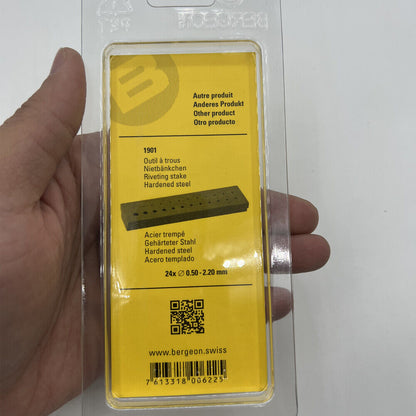 B
Autre produit
Anderes Produkt
Other product
Otro producto
1901
Outil à trous
Nietbänkchen
Riveting stake
Hardened steel
Acier trempé
Gehärteter Stahl
Hardened steel
Acero templado
24x Ø 0.50 - 2.20 mm
www.bergeon.swiss
7 613318 006225